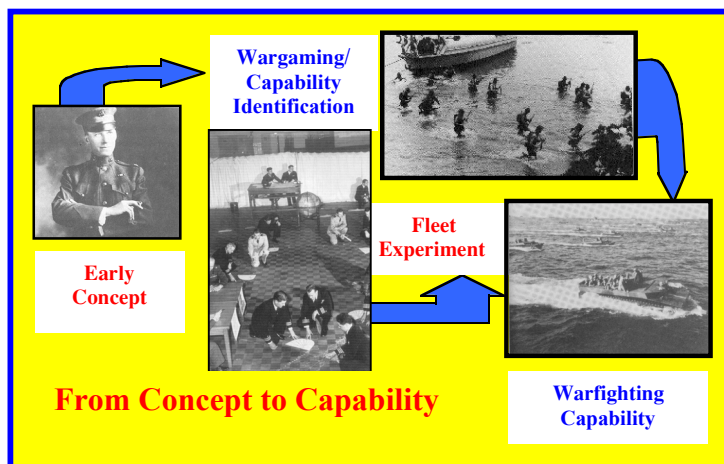 Wargaming/
Capability
Identification
Early
Concept
Fleet
Experiment
From Concept to Capability
Warfighting
Capability